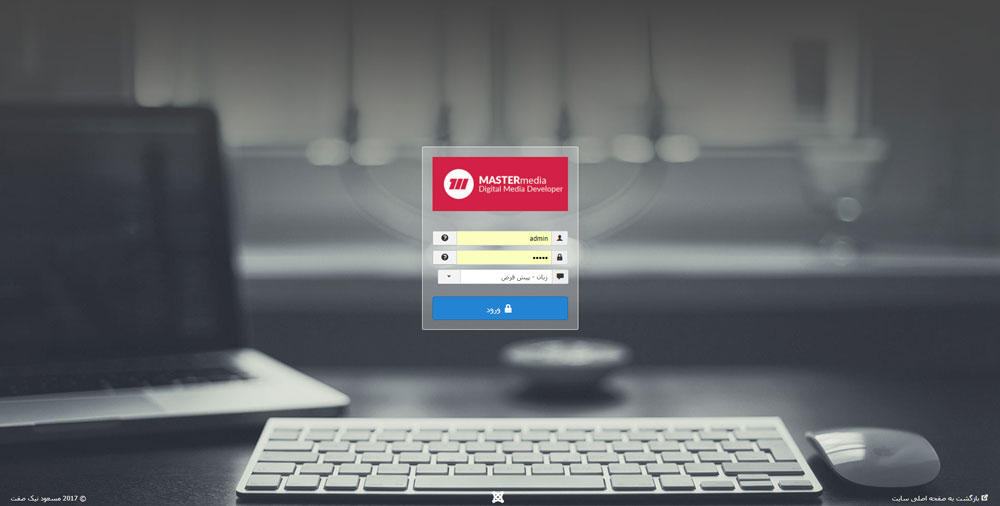 MASTERmedia
Digital Media Developer
admin
•••••
زبان - پیش فرض
ورود
بازگشت به صفحه اصلی سایت
© 2017 مسعود نیک صفت